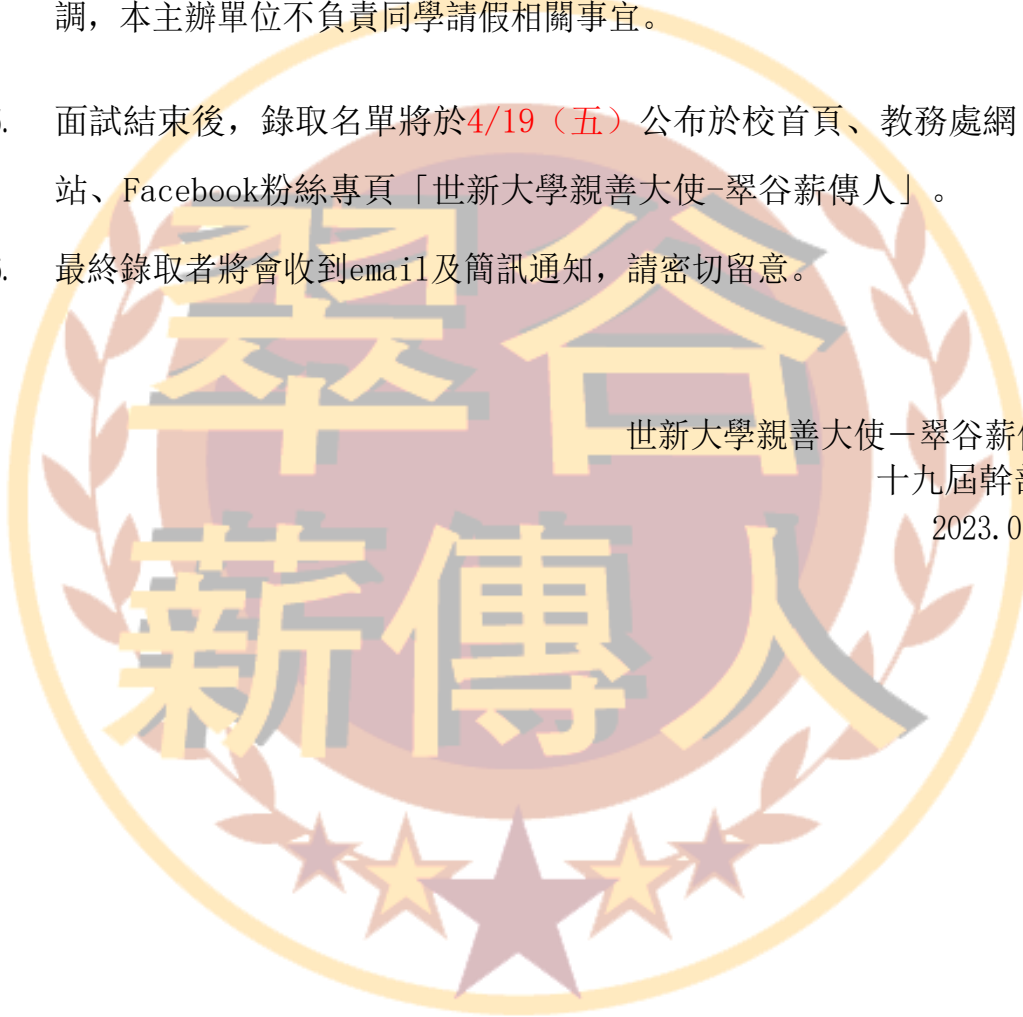 調，本主辦單位不負責同學請假相關事宜。
面試結束後，錄取名單將於4/19（五）公布於校首頁、教務處網
站、Facebook粉絲專頁「世新大學親善大使-翠谷薪傳人」。
最終錄取者將會收到email及簡訊通知，請密切留意。
翠谷
世新大學親善大使－翠谷薪
十九屆幹部
2023.0
薪傳人